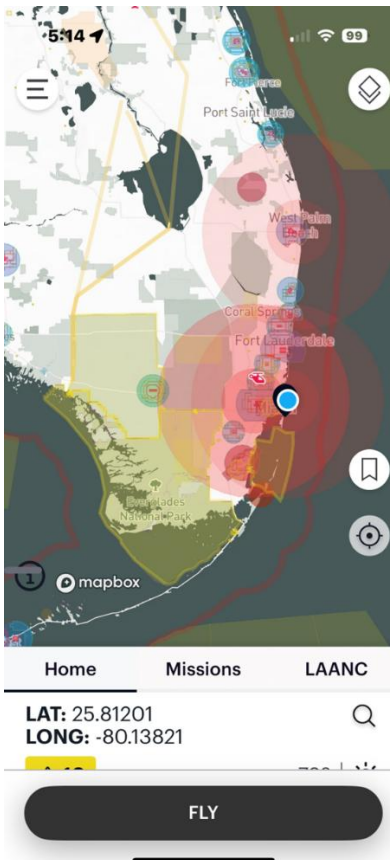 5:14
99
Fort Pierce
Port Saint Lucie
West Palm
Beach
Coral Springs
Fort Lauderdale
Everglades
National Park
1
mapbox
Home Missions LAANC
LAT: 25.81201
LONG: -80.13821
FLY